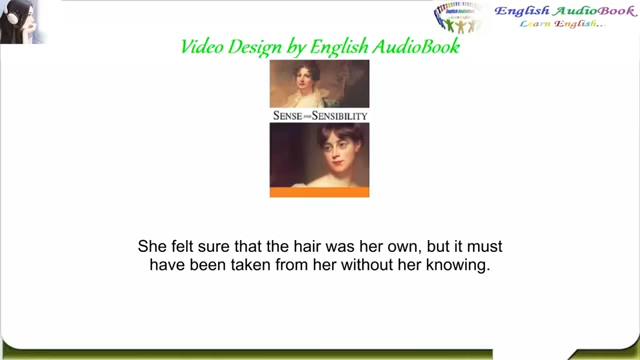 English AudioBook
Learn English...
Video Design by English AudioBook
SENSE AND SENSIBILITY
She felt sure that the hair was her own, but it must
have been taken from her without her knowing.